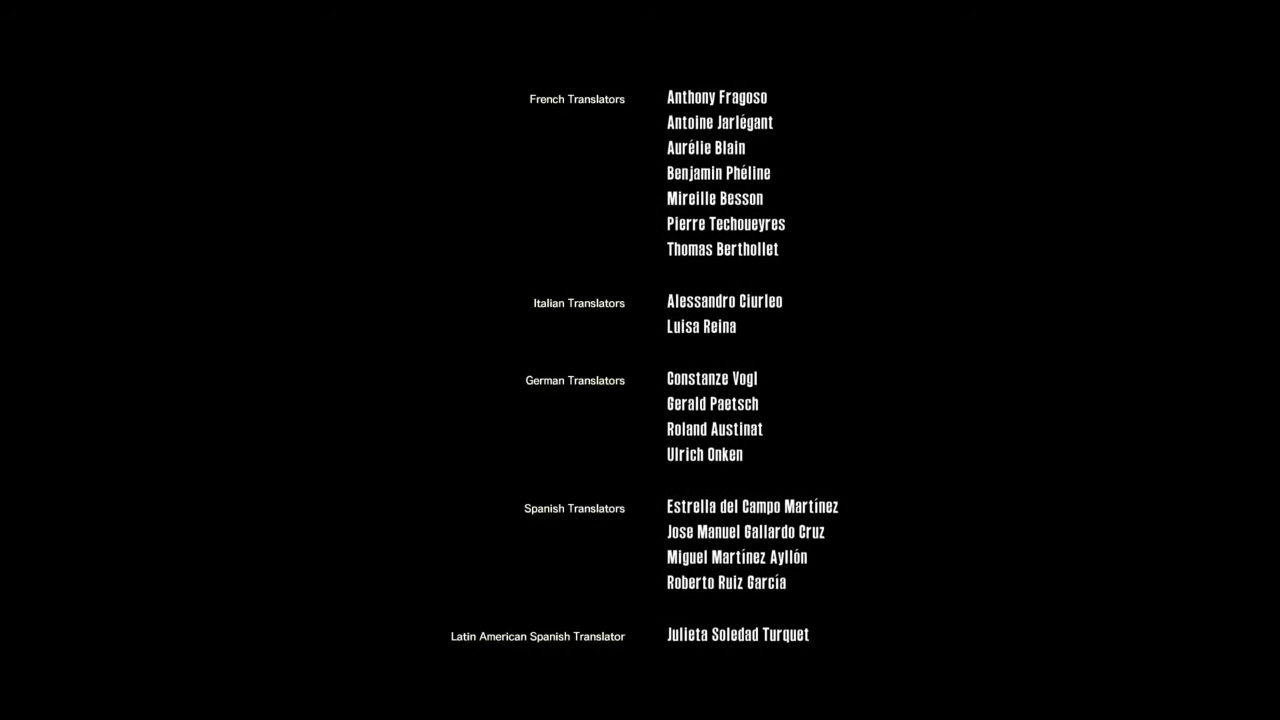 French Translators Anthony Fragoso
Antoine Jarlégant
Aurélie Blain
Benjamin Phéline
Mireille Besson
Pierre Techoueyres
Thomas Berthollet
Italian Translators Alessandro Ciurleo
Luisa Reina
German Translators Constanze Vogl
Gerald Paetsch
Roland Austinat
Ulrich Onken
Spanish Translators Estrella del Campo Martínez
Jose Manuel Gallardo Cruz
Miguel Martínez Ayllón
Roberto Ruiz García
Latin American Spanish Translator Julieta Soledad Turquet